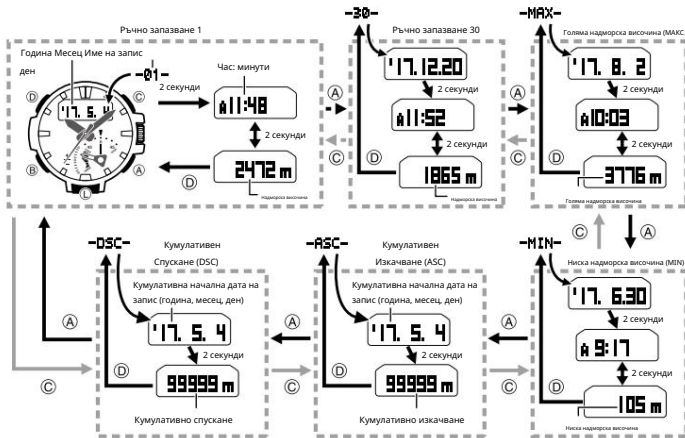 Ръчно запазване 1
Година Месец Име на запис
ден
-01-
'17. 5. 4
2 секунди
Час: минути
A11:48
2 секунди
2472 m
Надморска височина
D
C
B
A
L
D
A
C
-30-
Ръчно запазване 30
'17.12.20
2 секунди
A11:52
2 секунди
1865 m
Надморска височина
D
A
C
-MAX-
Голяма надморска височина (МАКС
'17. 8. 2
2 секунди
A10:03
2 секунди
3776 m
Голяма надморска височина
D
C
A
-DSC-
Кумулативен
Спускане (DSC)
Кумулативна начална дата на
запис (година, месец, ден)
'17. 5. 4
2 секунди
99999 m
Кумулативно спускане
D
A
C
-ASC-
Кумулативен
Изкачване (ASC)
Кумулативна начална дата на
запис (година, месец, ден)
'17. 5. 4
2 секунди
99999 m
Кумулативно изкачване
D
A
C
-MIN-
Ниска надморска височина (MIN)
'17. 6.30
2 секунди
A 9:17
2 секунди
105 m
Ниска надморска височина
D
A
C